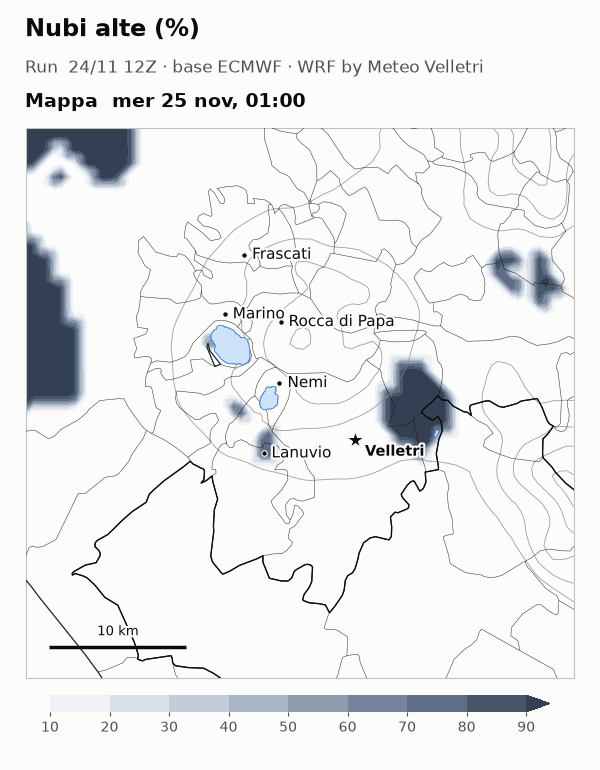 Nubi alte (%)
Run 24/11 12Z · base ECMWF · WRF by Meteo Velletri
Mappa mer 25 nov, 01:00
Frascati
Marino
Rocca di Papa
Nemi
Lanuvio
Velletri
10 km
10 20 30 40 50 60 70 80 90